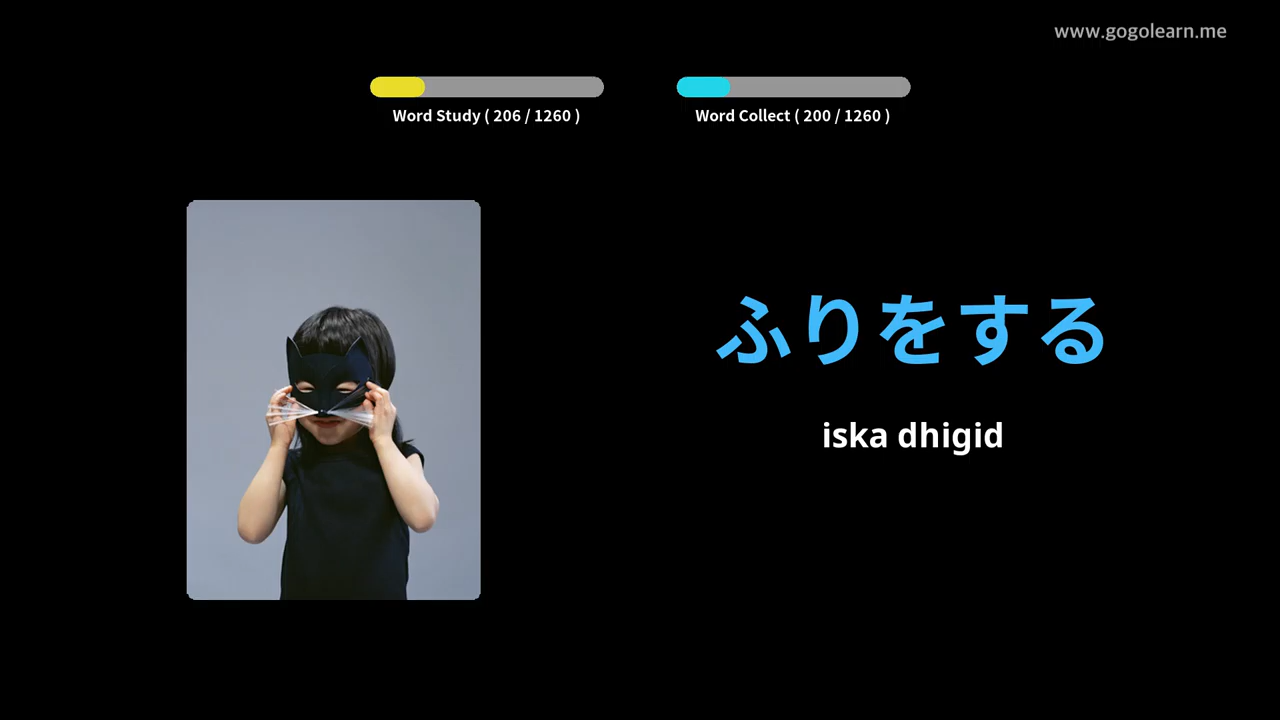 www.gogolearn.me
Word Study ( 206 / 1260 )
Word Collect ( 200 / 1260 )
ふりをする
iska dhigid